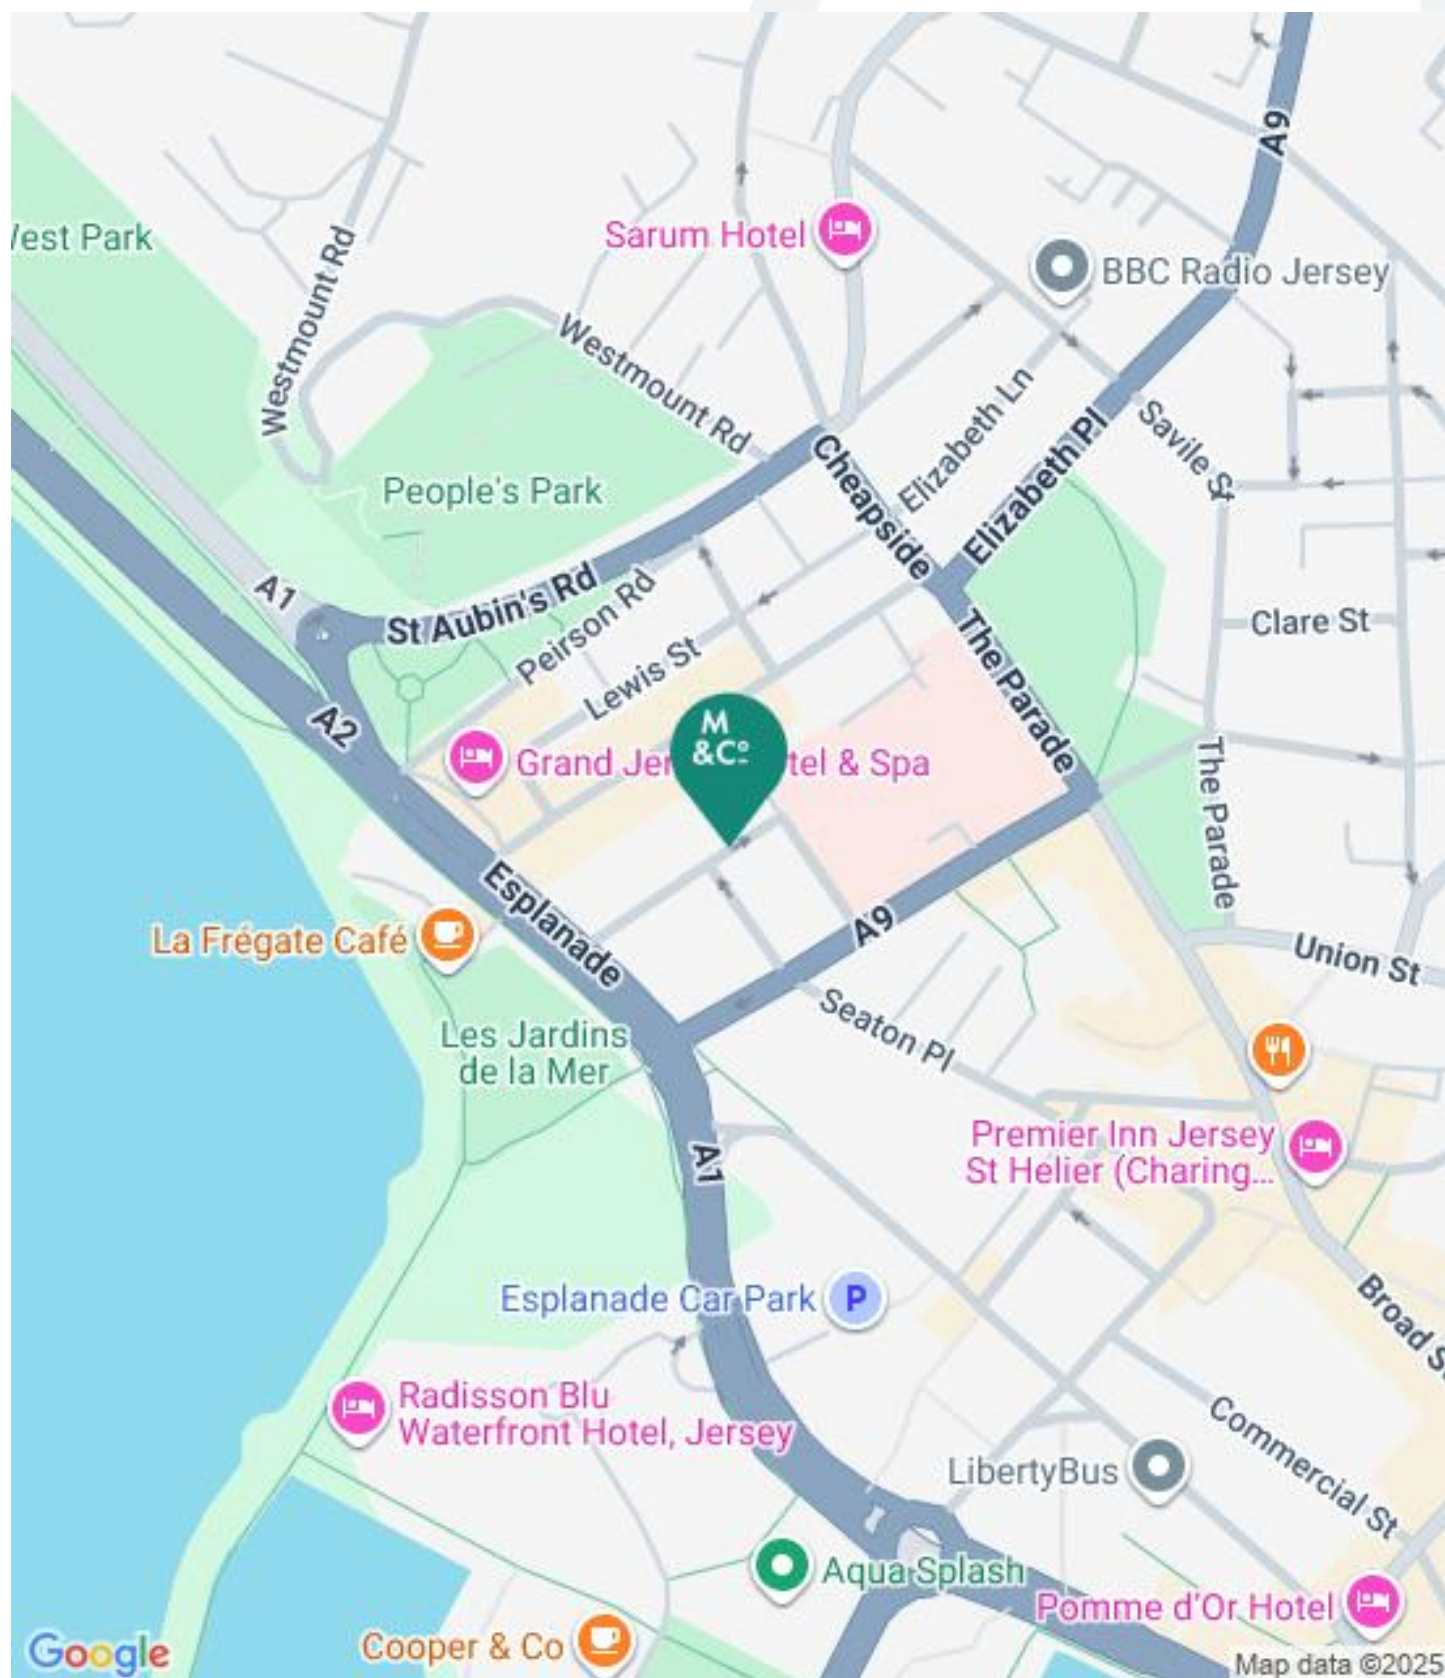 A9
West Park
Sarum Hotel
BBC Radio Jersey
Westmount Rd
Westmount Rd
Elizabeth Ln
Savile St
Elizabeth Pl
Cheapside
People's Park
A1
St Aubin's Rd
Peirson Rd
Clare St
Lewis St
The Parade
A2
M
&Co
Grand Jer
tel & Spa
The Parade
Esplanade
La Frégate Café
A9
Union St
Les Jardins
de la Mer
Seaton Pl
Premier Inn Jersey
St Helier (Charing...
A1
Esplanade Car Park
P
Broad S
Radisson Blu
Waterfront Hotel, Jersey
Commercial St
LibertyBus
Aqua Splash
Pomme d'Or Hotel
Cooper & Co
Google
Map data ©2025